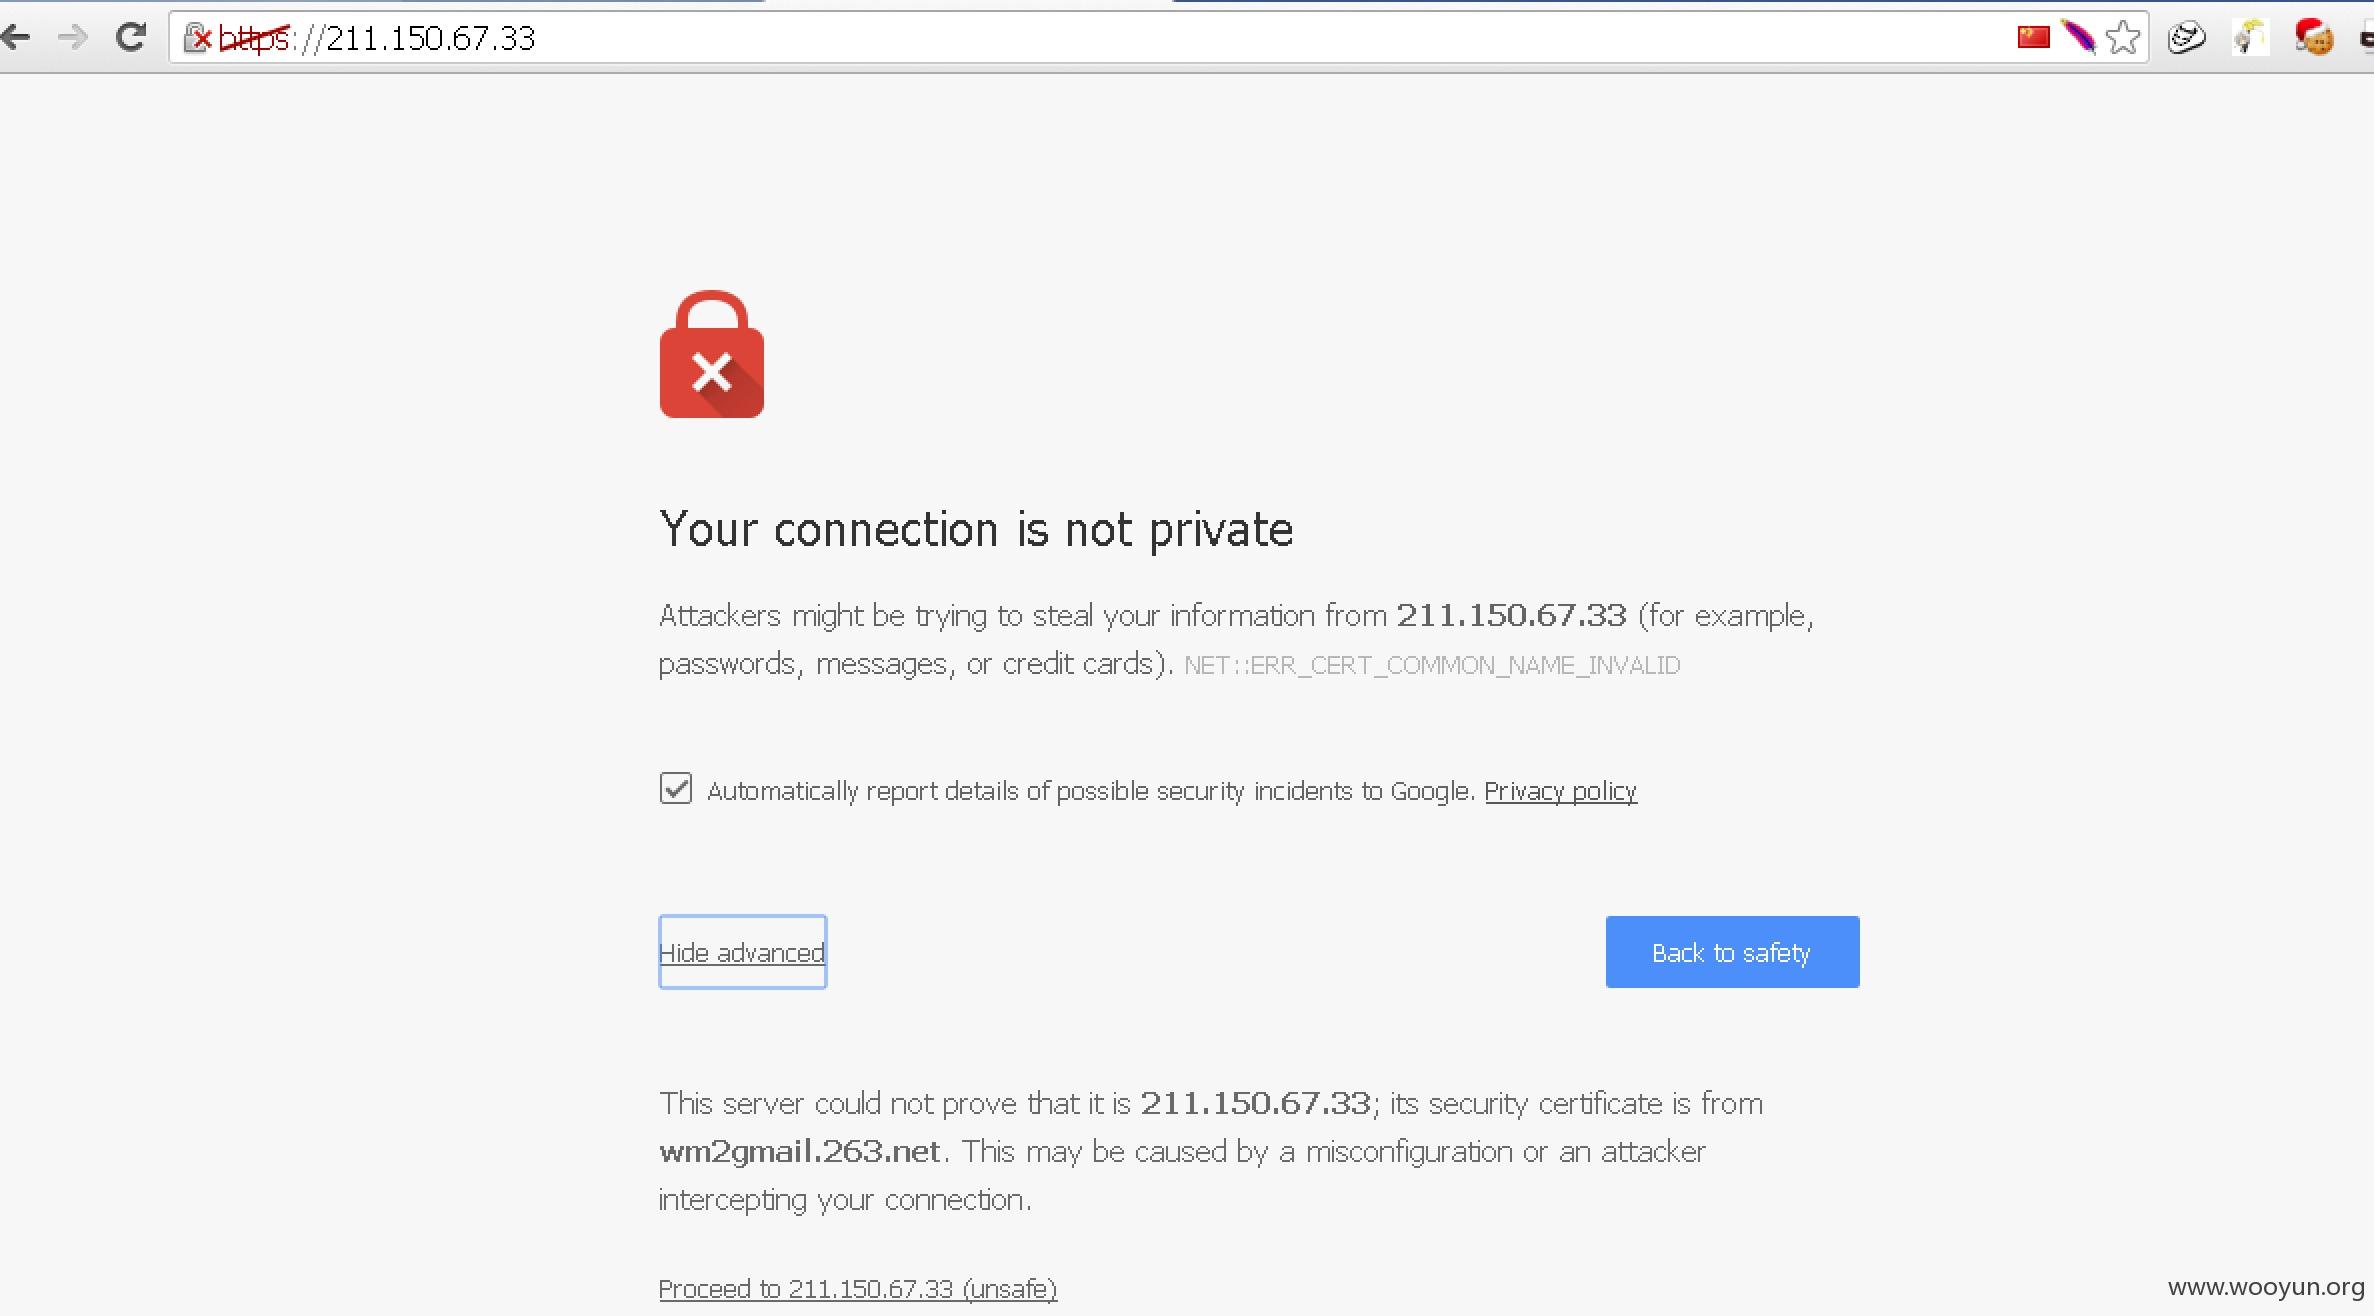 https://211.150.67.33
Your connection is not private
Attackers might be trying to steal your information from 211.150.67.33 (for example,
passwords, messages, or credit cards). NET::ERR_CERT_COMMON_NAME_INVALID
Automatically report details of possible security incidents to Google. Privacy policy
Hide advanced
Back to safety
This server could not prove that it is 211.150.67.33; its security certificate is from
wm2gmail.263.net. This may be caused by a misconfiguration or an attacker
intercepting your connection.
Proceed to 211.150.67.33 (unsafe)
www.wooyun.org